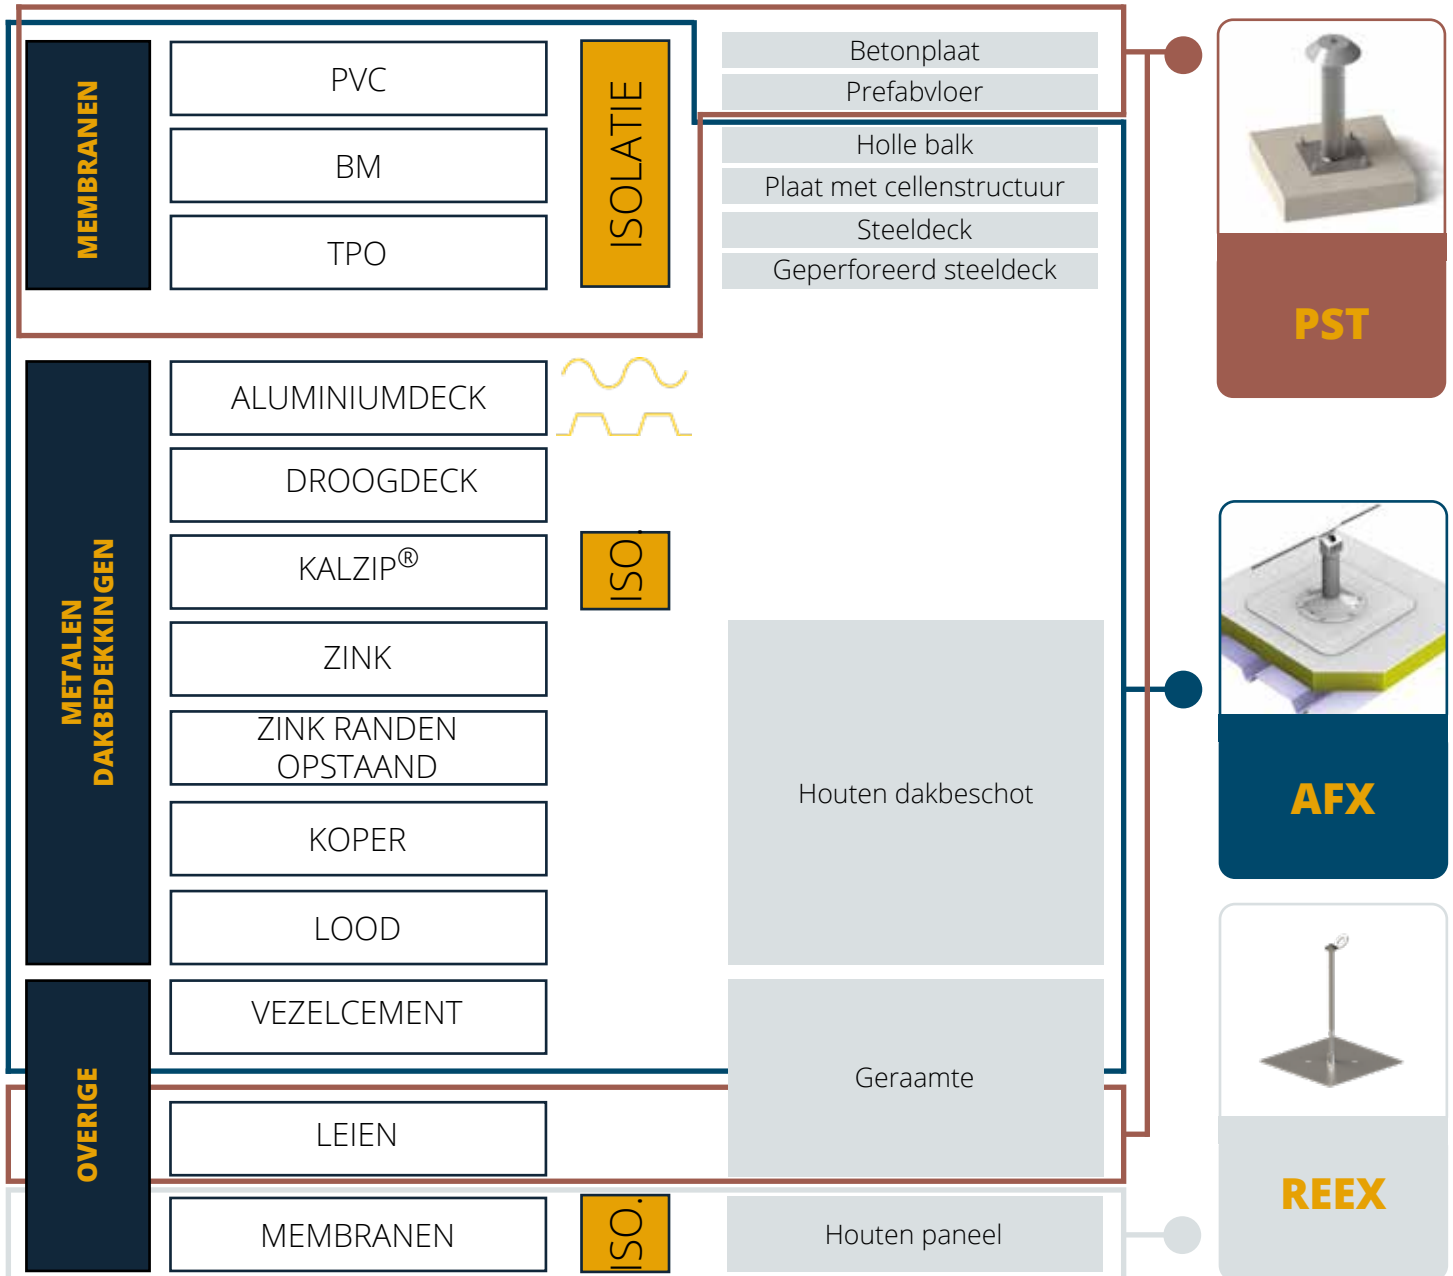 MEMBRANEN
PVC
BM
TPO
ISOLATIE
Betonplaat
Prefabvloer
Holle balk
Plaat met cellenstructuur
Steeldeck
Geperforeerd steeldeck
PST
METALEN
DAKBEDEKKINGEN
ALUMINIUMDECK
DROOGDECK
KALZIP®
ISO.
ZINK
ZINK RANDEN
OPSTAAND
KOPER
LOOD
Houten dakbeschot
AFX
OVERIGE
VEZELCEMENT
Geraamte
LEIEN
MEMBRANEN
ISO.
Houten paneel
REEX